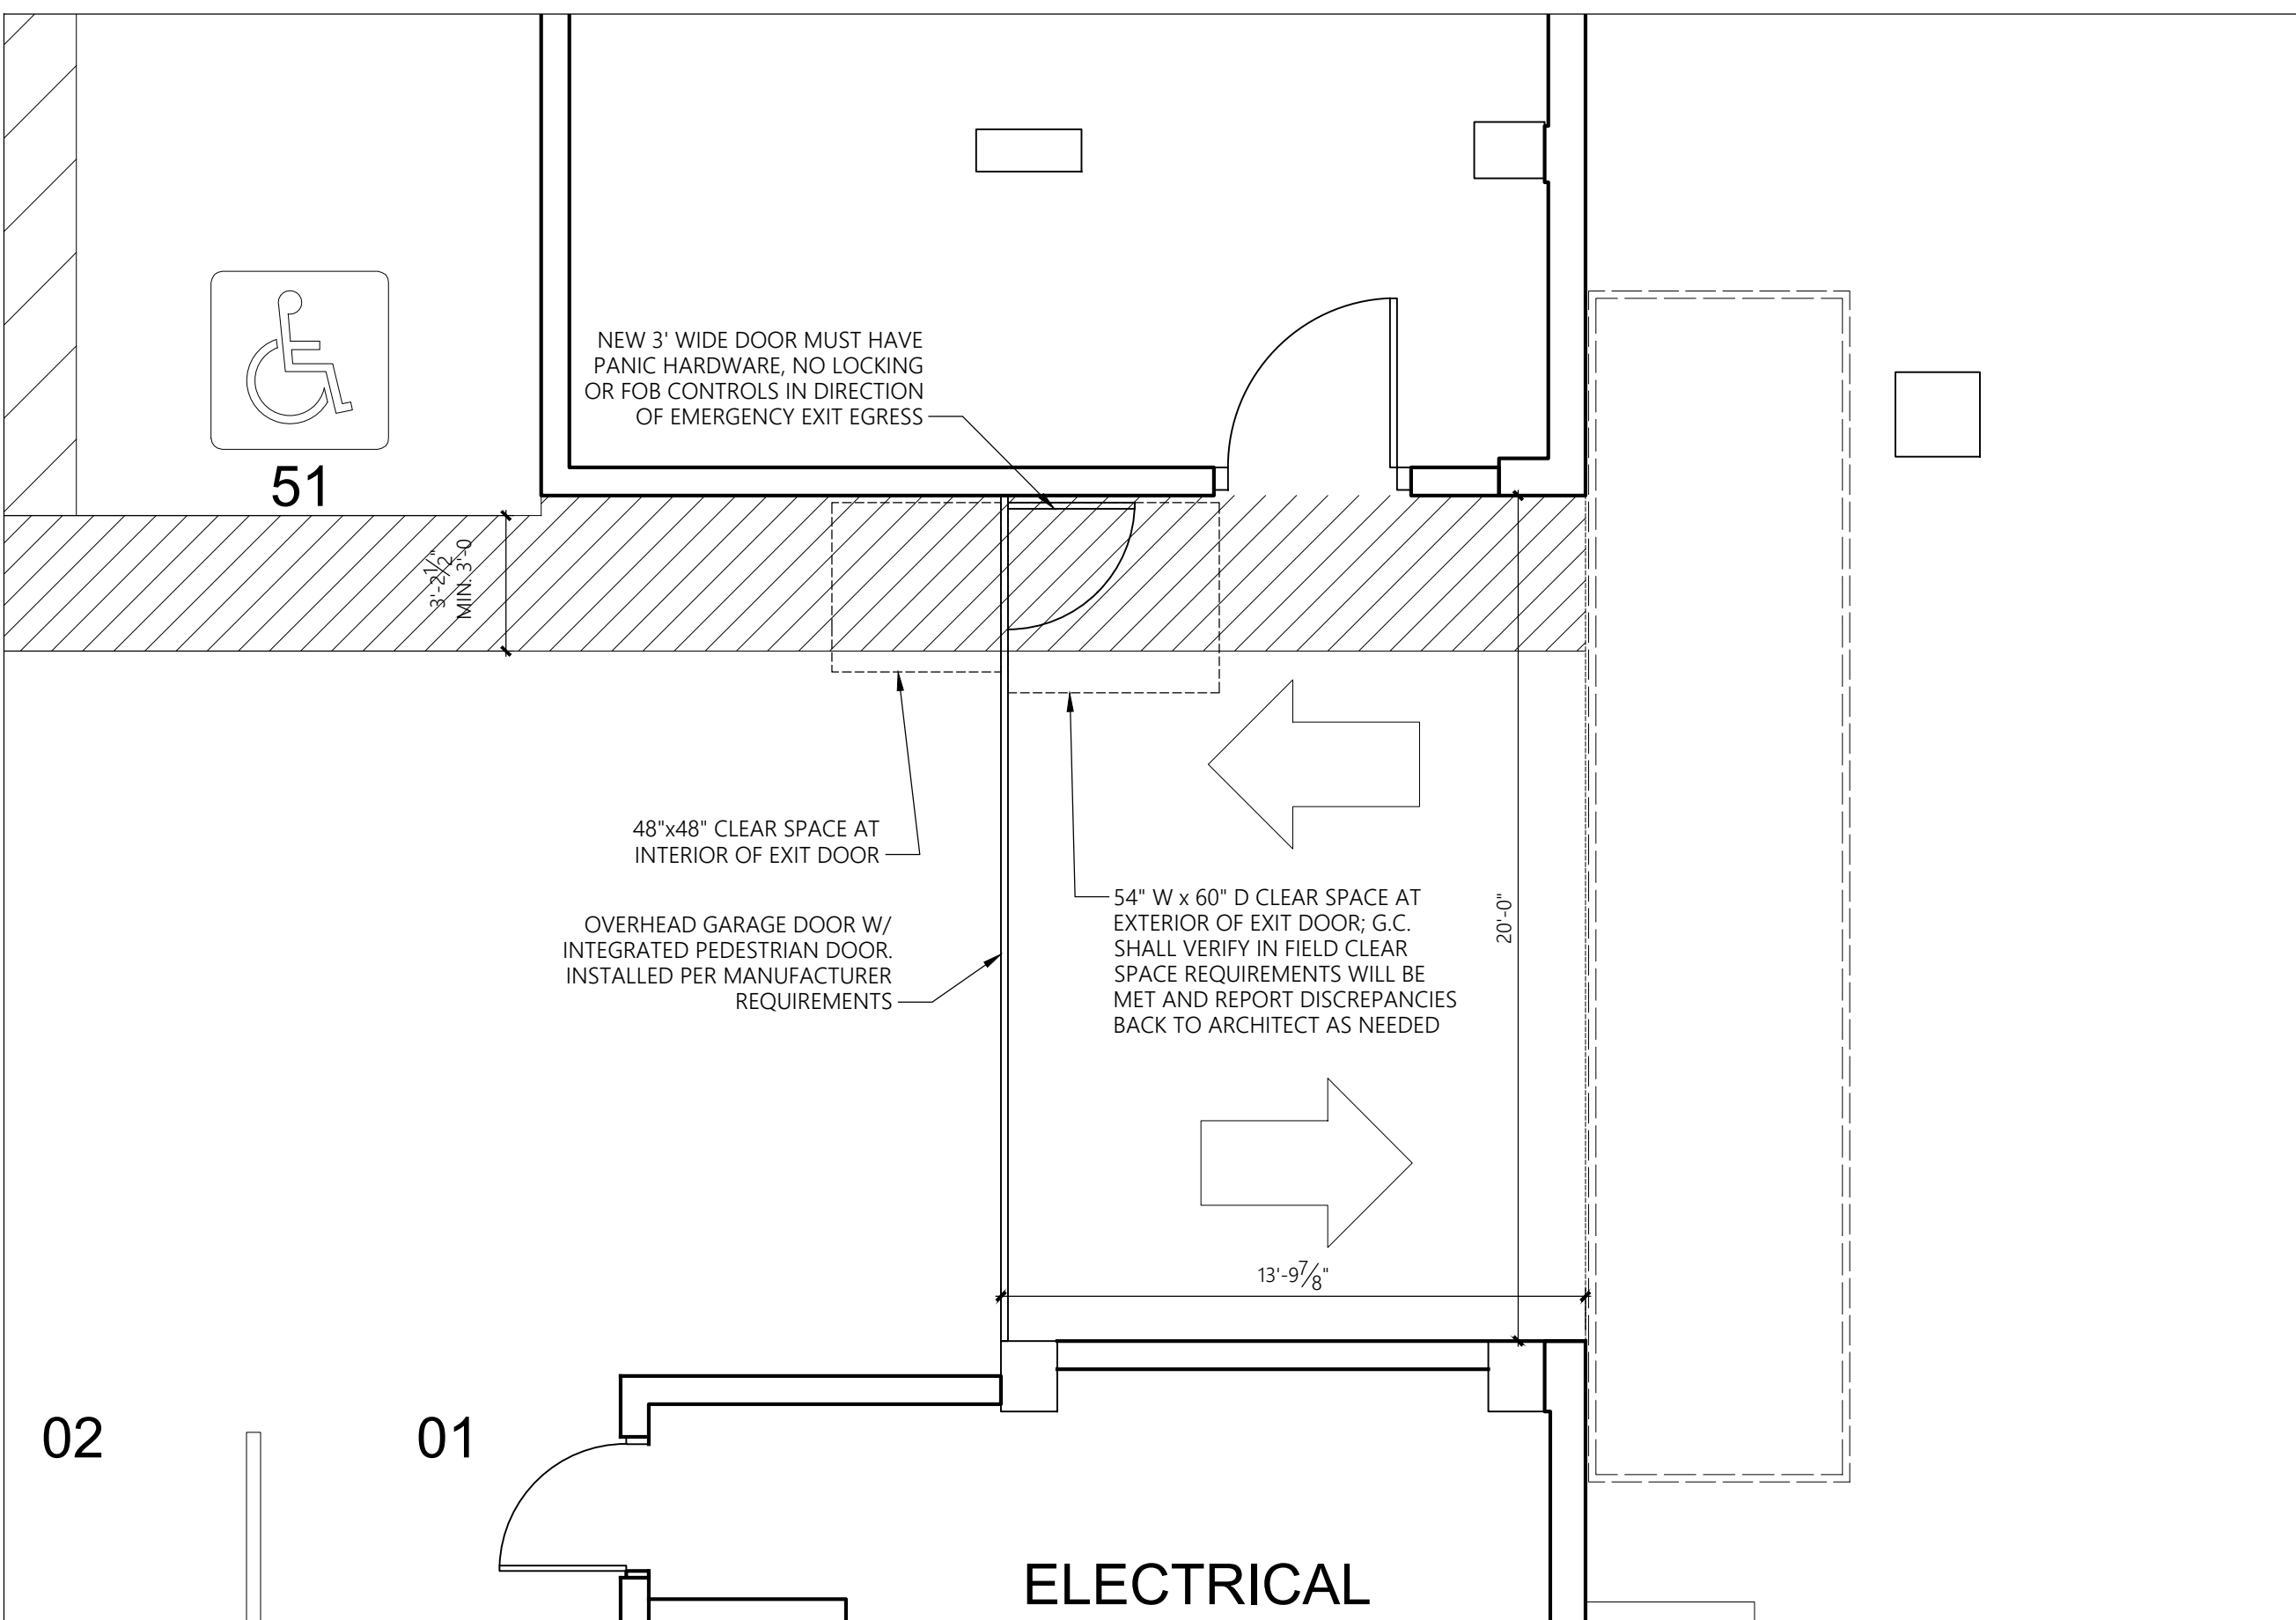 NEW 3' WIDE DOOR MUST HAVE
PANIC HARDWARE, NO LOCKING
OR FOB CONTROLS IN DIRECTION
OF EMERGENCY EXIT EGRESS
51
3'-2 1/2"
MIN. 3'-0
48"x48" CLEAR SPACE AT
INTERIOR OF EXIT DOOR
OVERHEAD GARAGE DOOR W/
INTEGRATED PEDESTRIAN DOOR.
INSTALLED PER MANUFACTURER
REQUIREMENTS
54" W x 60" D CLEAR SPACE AT
EXTERIOR OF EXIT DOOR; G.C.
SHALL VERIFY IN FIELD CLEAR
SPACE REQUIREMENTS WILL BE
MET AND REPORT DISCREPANCIES
BACK TO ARCHITECT AS NEEDED
20'-0"
13'-9 7/8"
02
01
ELECTRICAL